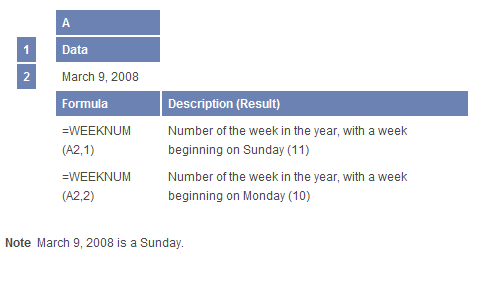 A
1 Data
2 March 9, 2008
Formula Description (Result)
=WEEKNUM Number of the week in the year, with a week
(A2,1) beginning on Sunday (11)
=WEEKNUM Number of the week in the year, with a week
(A2,2) beginning on Monday (10)
Note March 9, 2008 is a Sunday.